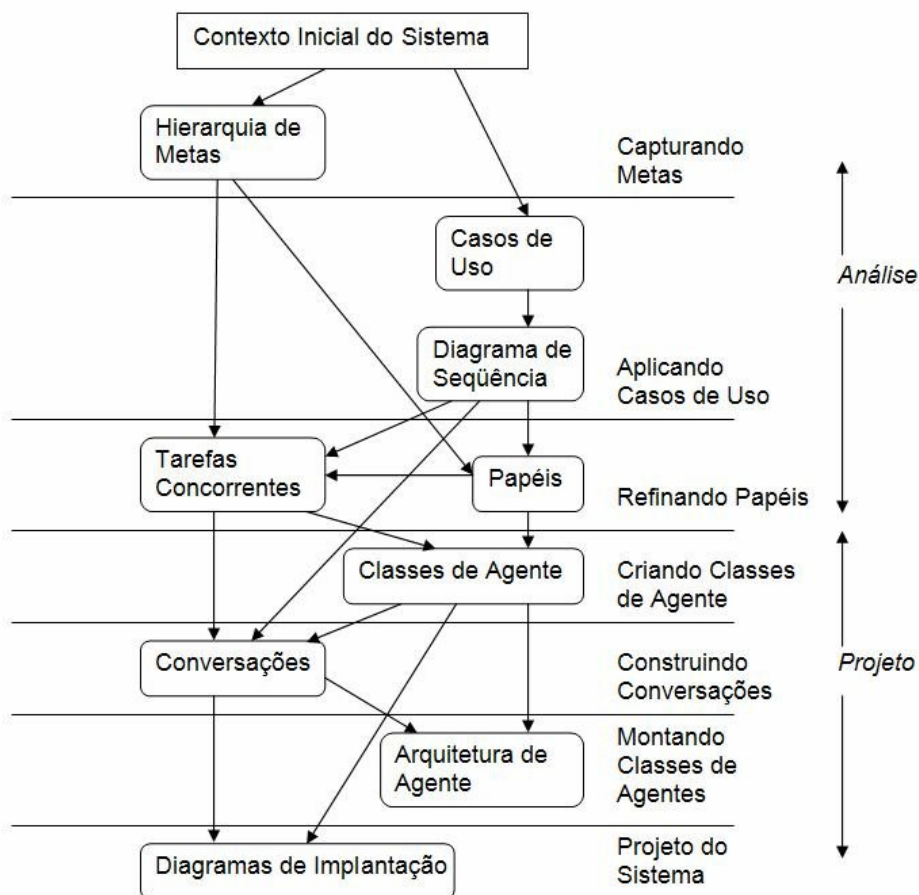 Contexto Inicial do Sistema
Hierarquia de
Metas
Capturando
Metas
Casos de
Uso
Análise
Diagrama de
Seqüência
Aplicando
Casos de Uso
Tarefas
Concorrentes
Papéis
Refinando Papéis
Classes de Agente
Criando Classes
de Agente
Conversações
Construindo
Conversações
Projeto
Arquitetura de
Agente
Montando
Classes de
Agentes
Diagramas de Implantação
Projeto do
Sistema